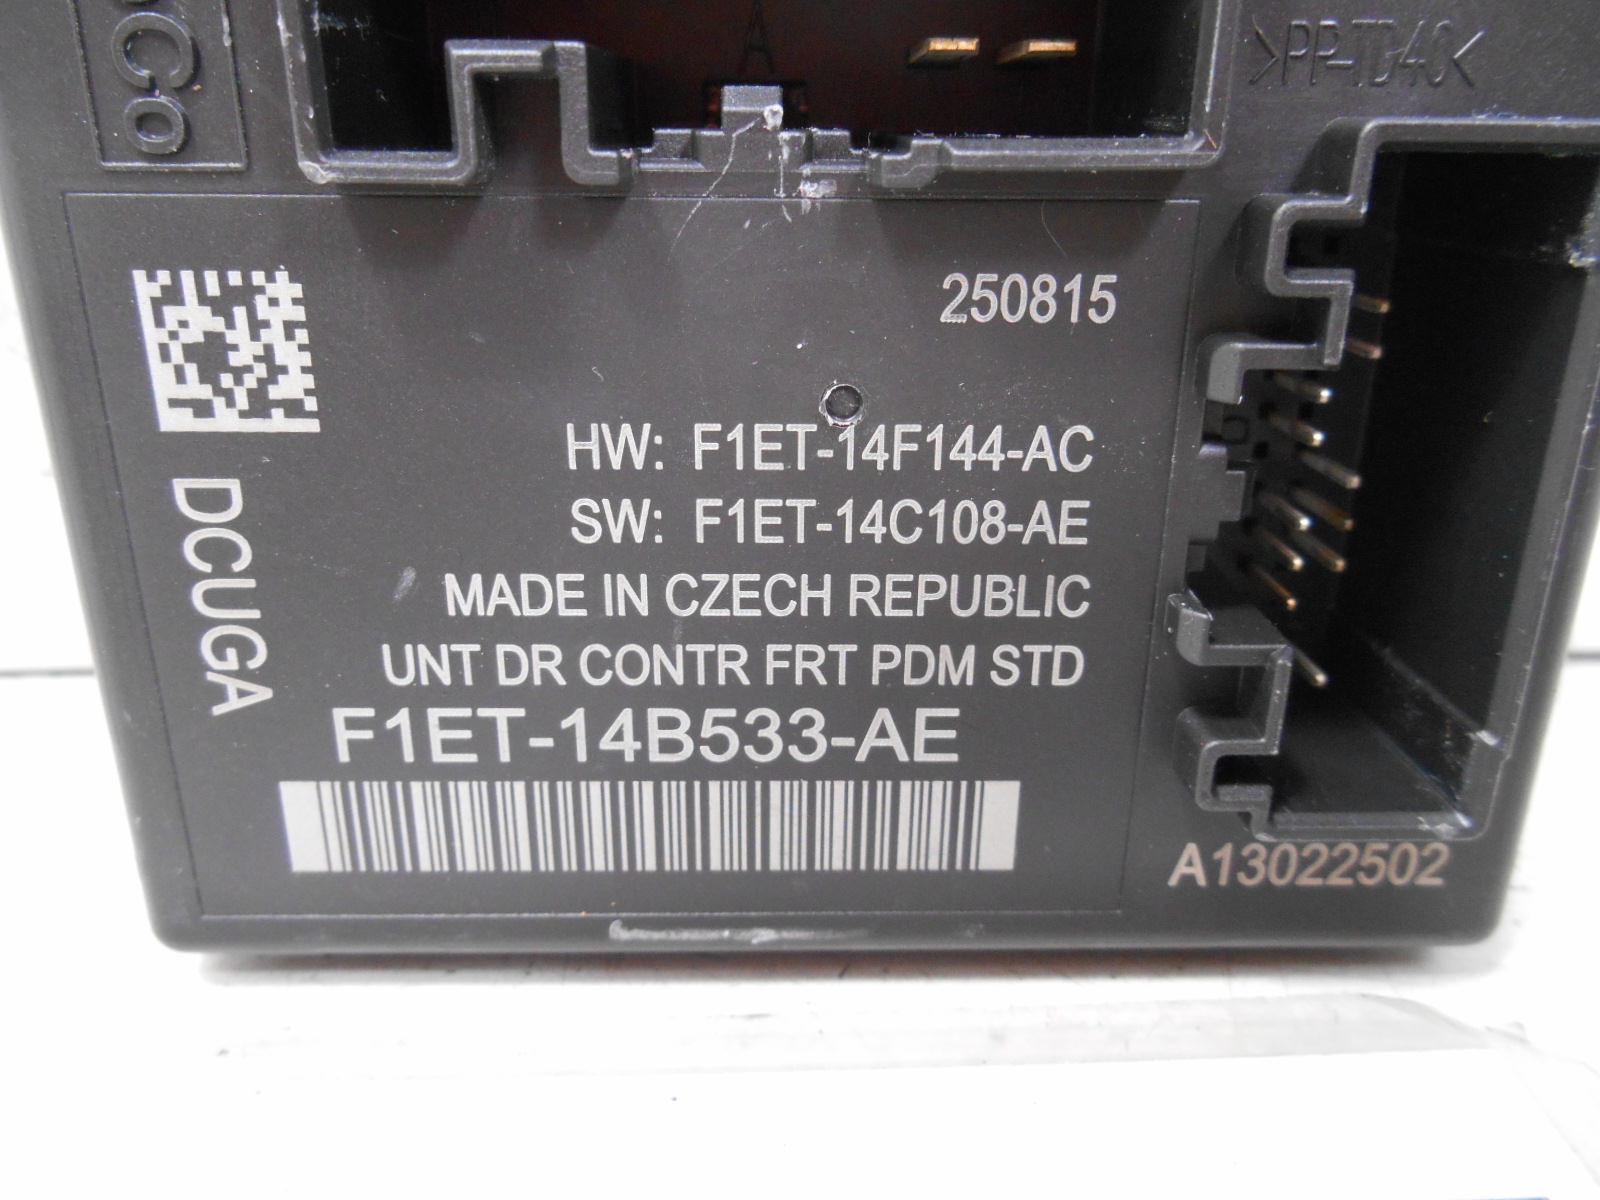 Co
A
>PP-TD40<
250815
HW: F1ET-14F144-AC
SW: F1ET-14C108-AE
MADE IN CZECH REPUBLIC
UNT DR CONTR FRT PDM STD
F1ET-14B533-AE
DCUGA
A13022502